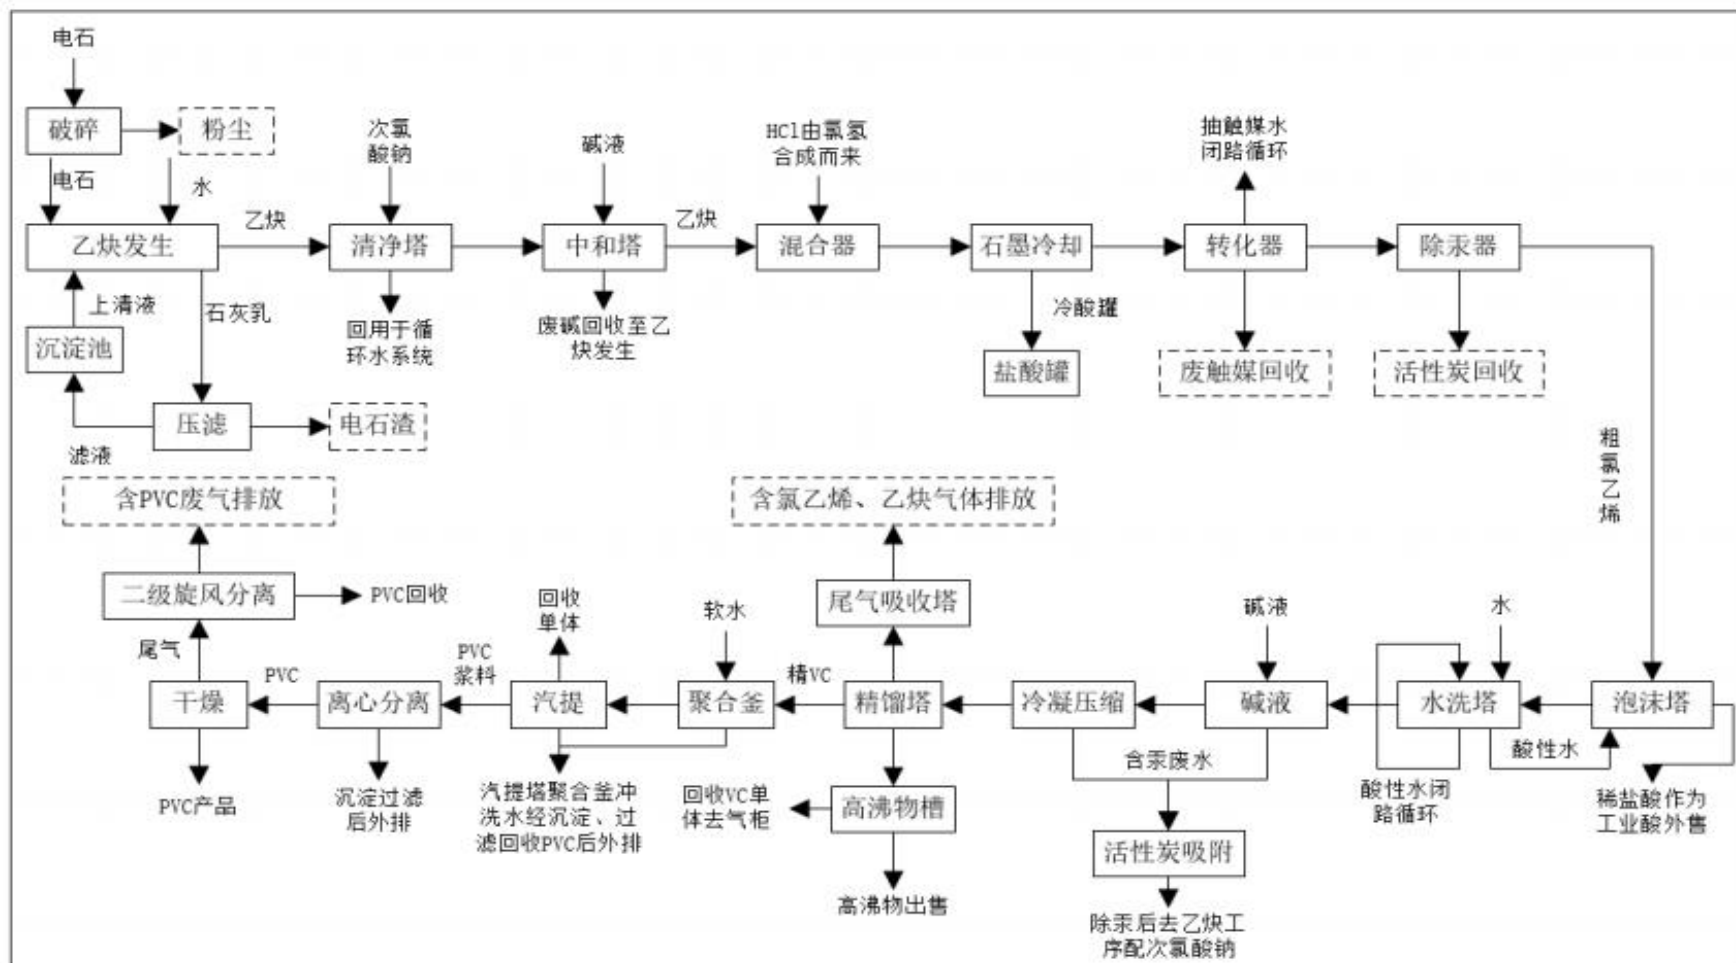 电石
破碎
粉尘
电石
水
次氯
酸钠
碱液
HCl由氯氢
合成而来
抽触媒水
闭路循环
乙炔发生
乙炔
清净塔
中和塔
乙炔
混合器
石墨冷却
转化器
除汞器
上清液
石灰乳
回用于循
环水系统
废碱回收至乙
炔发生
冷酸罐
沉淀池
盐酸罐
废触媒回收
活性炭回收
压滤
电石渣
滤液
粗
氯
乙
烯
含PVC废气排放
含氯乙烯、乙炔气体排放
二级旋风分离
PVC回收
回收
单体
软水
尾气吸收塔
碱液
水
尾气
PVC
PVC
浆料
精VC
干燥
离心分离
汽提
聚合釜
精馏塔
冷凝压缩
碱液
水洗塔
泡沫塔
酸性水
含汞废水
PVC产品
沉淀过滤
后外排
汽提塔聚合釜冲
洗水经沉淀、过
滤回收PVC后外排
回收VC单
体去气柜
高沸物槽
酸性水闭
路循环
稀盐酸作为
工业酸外售
活性炭吸附
高沸物出售
除汞后去乙炔工
序配次氯酸钠